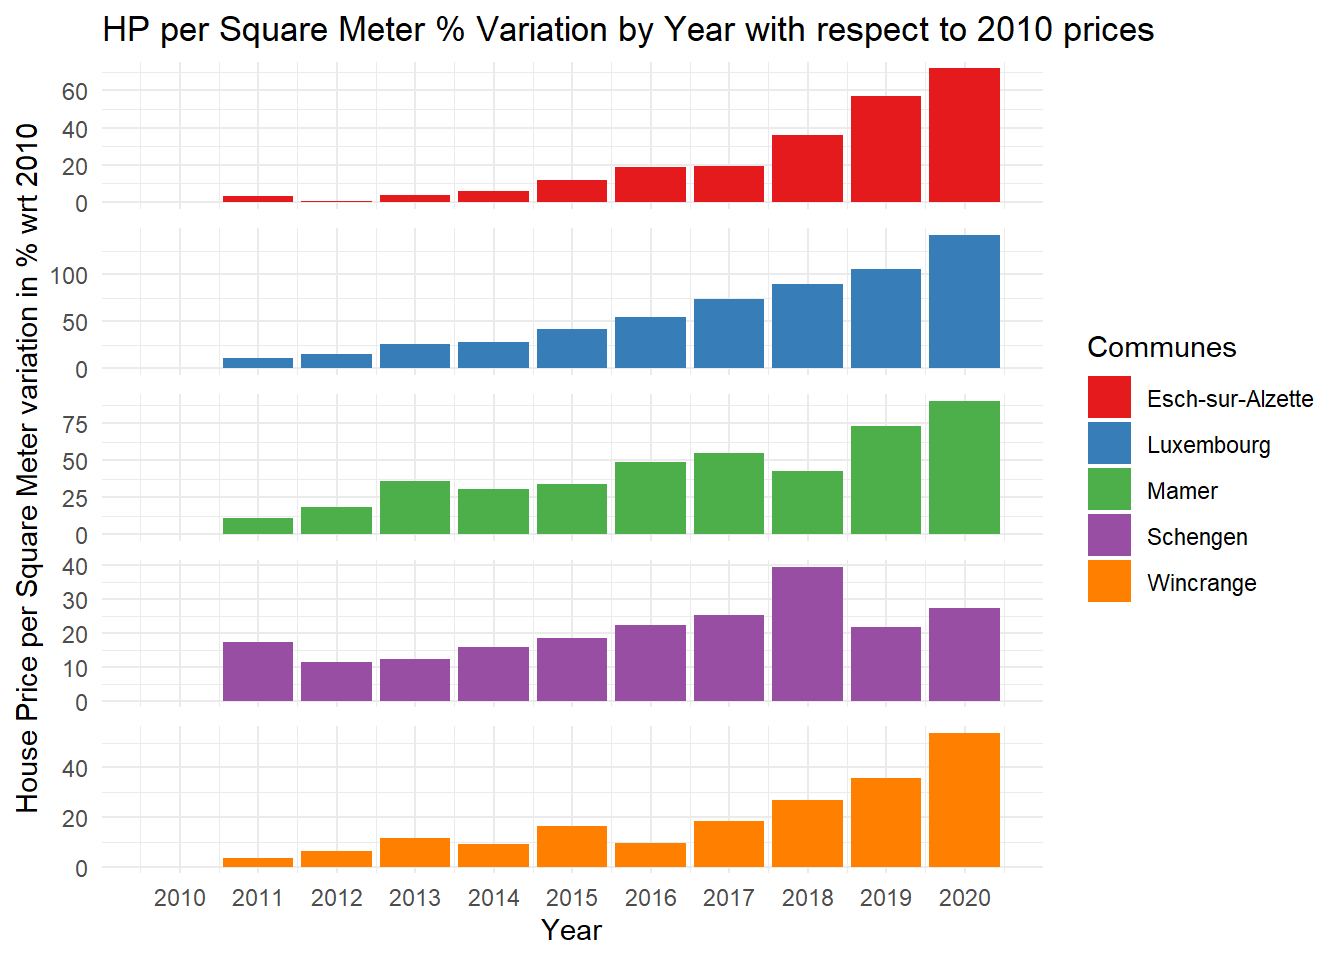 HP per Square Meter % Variation by Year with respect to 2010 prices
House Price per Square Meter variation in % wrt 2010
60
40
20
0
100
50
0
75
50
25
0
40
30
20
10
0
40
20
0
2010 2011 2012 2013 2014 2015 2016 2017 2018 2019 2020
Year
Communes
Esch-sur-Alzette
Luxembourg
Mamer
Schengen
Wincrange